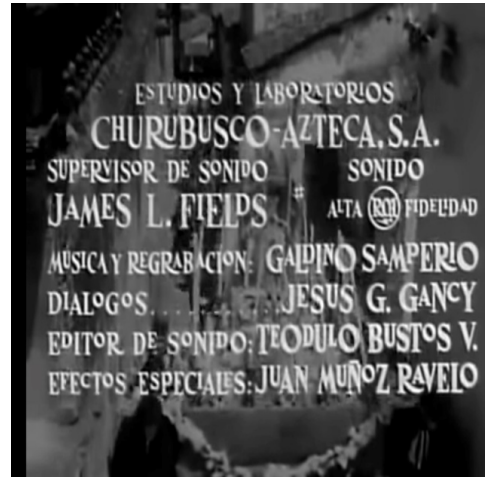 ESTUDIOS Y LABORATORIOS
CHURUBUSCO-AZTECA, S.A.
SUPERVISOR DE SONIDO
JAMES L. FIELDS
SONIDO
ALTA RCA FIDELIDAD
MUSICA Y REGRABACION: GALDINO SAMPERIO
DIALOGOS............JESUS G. GANCY
EDITOR DE SONIDO: TEODULO BUSTOS V.
EFECTOS ESPECIALES: JUAN MUÑOZ RAVELO